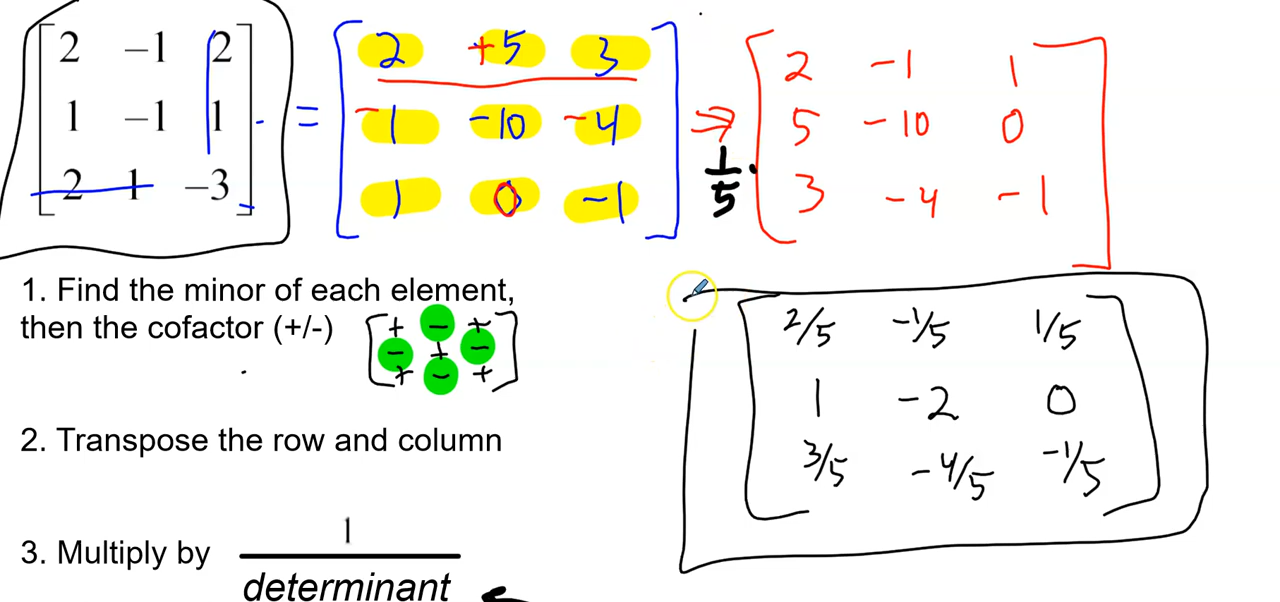 2 -1 2
1 -1 1
2 1 -3
=
2 +5 3
-1 -10 -4
1 0 -1
⇒
1/5 ·
2 -1 1
5 -10 0
3 -4 -1
1. Find the minor of each element,
then the cofactor (+/-)
+ - +
- + -
+ - +
2/5 -1/5 1/5
1 -2 0
3/5 -4/5 -1/5
2. Transpose the row and column
3. Multiply by
1
determinant